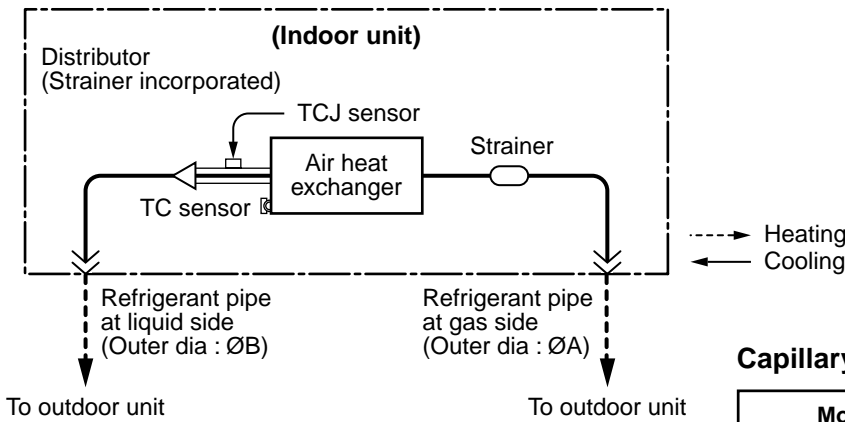 (Indoor unit)
Distributor
(Strainer incorporated)
TCJ sensor
Air heat
exchanger
Strainer
TC sensor
Heating
Cooling
Refrigerant pipe
at liquid side
(Outer dia : ØB)
Refrigerant pipe
at gas side
(Outer dia : ØA)
To outdoor unit
To outdoor unit
Capillary
Mo